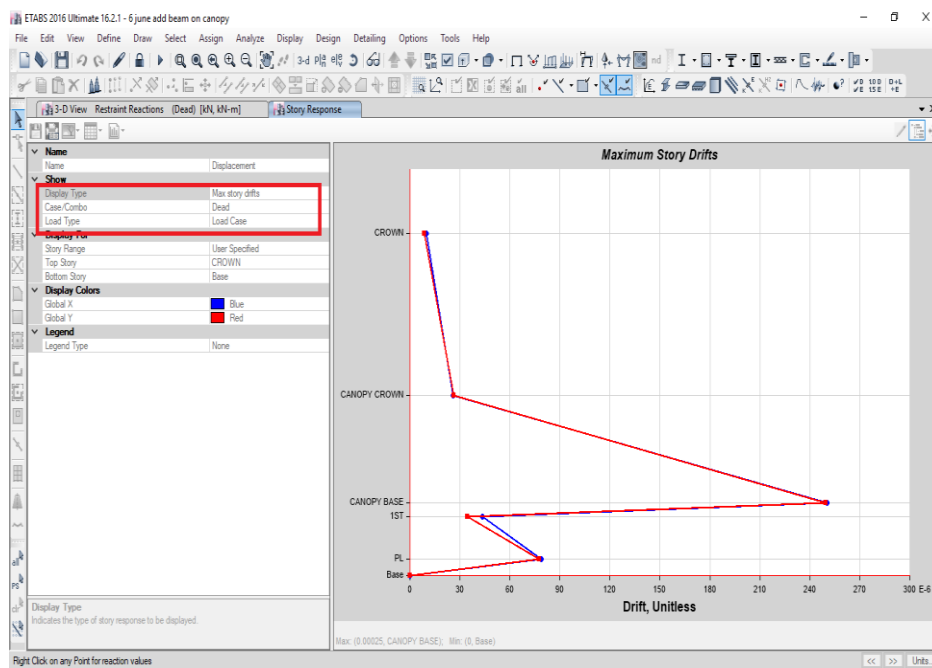 ETABS 2016 Ultimate 16.2.1 - 6 june add beam on canopy
File Edit View Define Draw Select Assign Analyze Display Design Detailing Options Tools Help
3-D View Restraint Reactions (Dead) [kN, kN-m] Story Response
Name
Name Displacement
Show
Display Type Max story drifts
Case/Combo Dead
Load Type Load Case
Display For
Story Range User Specified
Top Story CROWN
Bottom Story Base
Display Colors
Global X Blue
Global Y Red
Legend
Legend Type None
Maximum Story Drifts
CROWN
CANOPY CROWN
CANOPY BASE
1ST
PL
Base
0 30 60 90 120 150 180 210 240 270 300 E-6
Drift, Unitless
Display Type
Indicates the type of story response to be displayed.
Max: (0.00025, CANOPY BASE); Min: (0, Base)
Right Click on any Point for reaction values
<< >> Units...